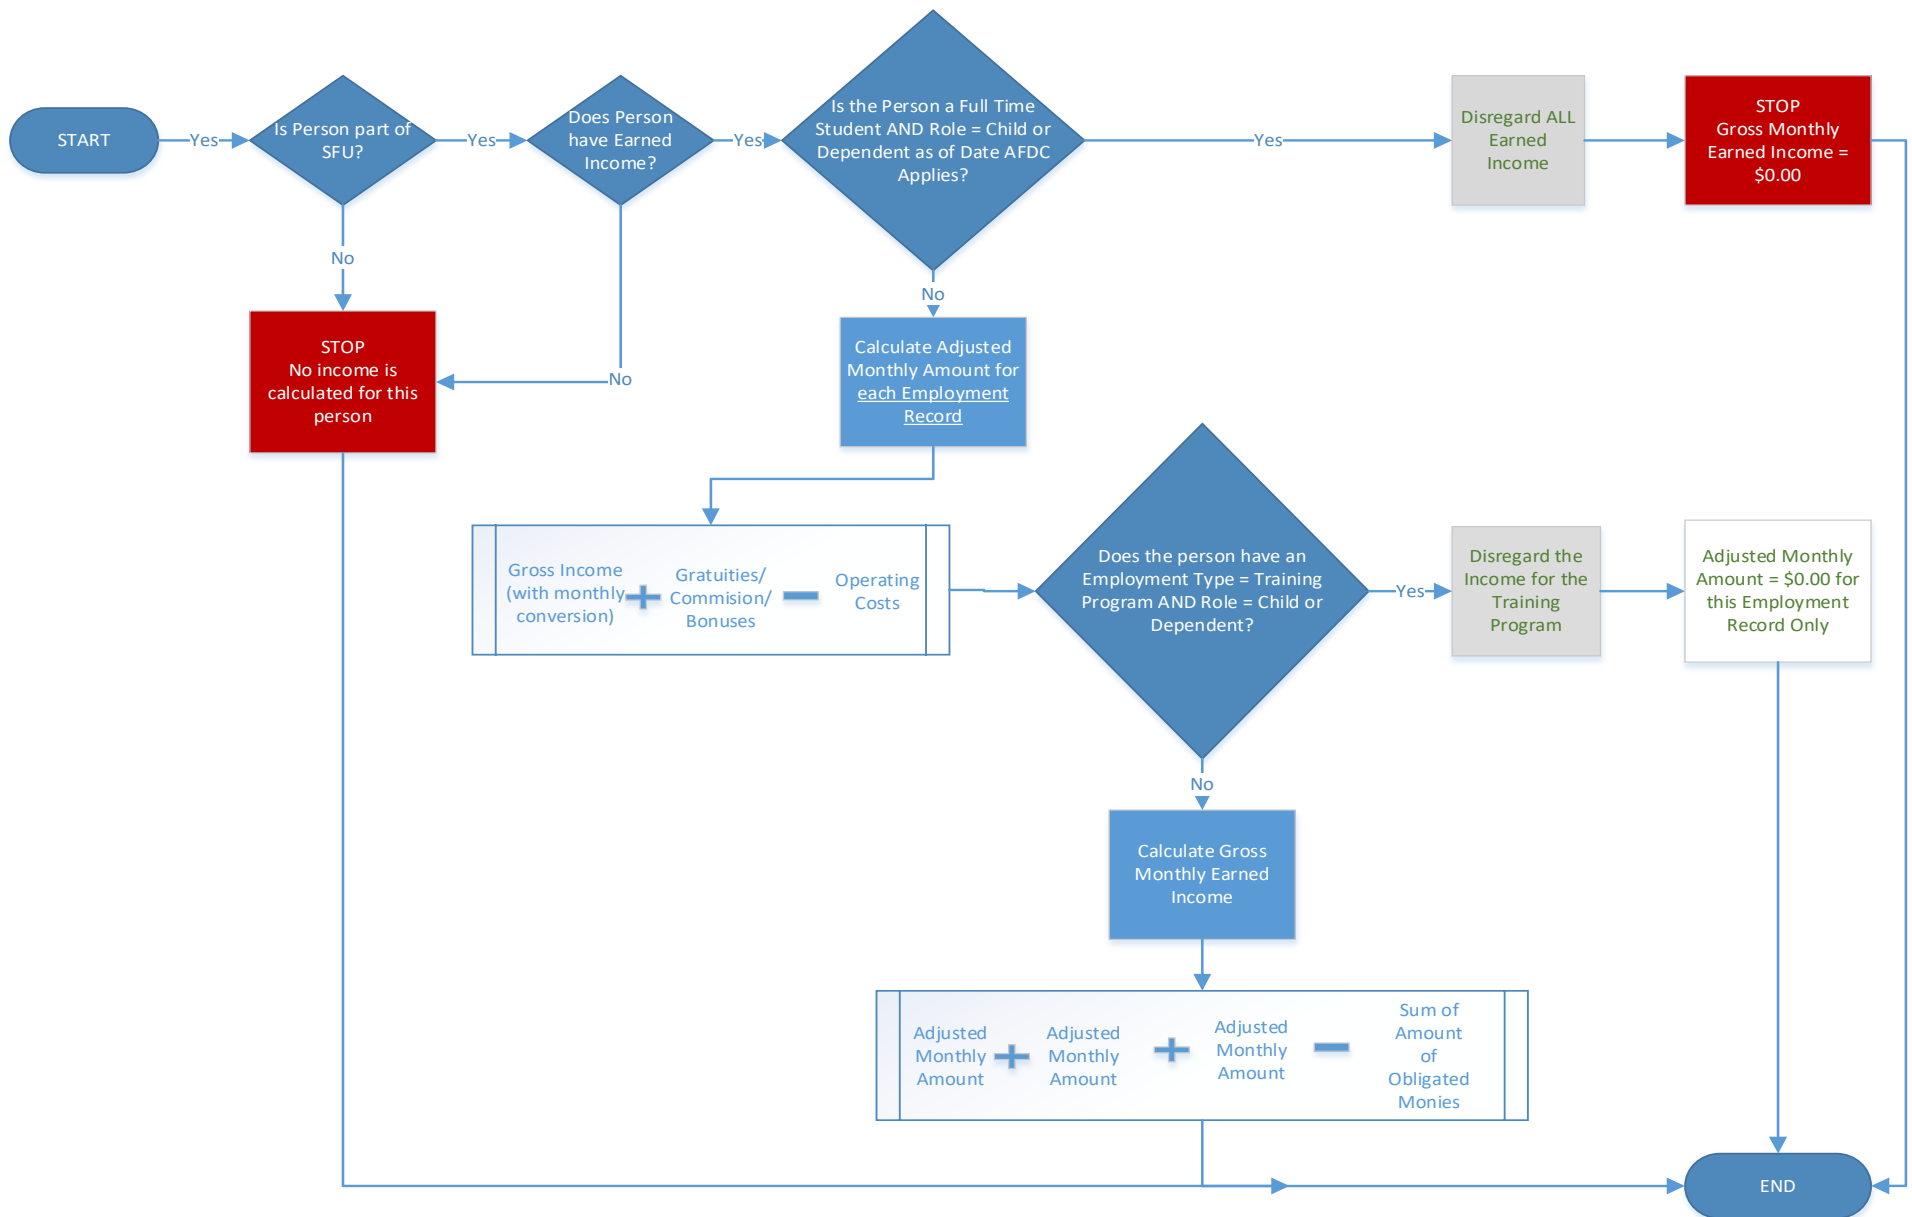 START
Yes
Is Person part of
SFU?
Yes
Does Person
have Earned
Income?
Yes
Is the Person a Full Time
Student AND Role = Child or
Dependent as of Date AFDC
Applies?
Yes
Disregard ALL
Earned
Income
STOP
Gross Monthly
Earned Income =
$0.00
No
No
No
STOP
No income is
calculated for this
person
Calculate Adjusted
Monthly Amount for
each Employment
Record
Gross Income
(with monthly
conversion)
Gratuities/
Commision/
Bonuses
Operating
Costs
Does the person have an
Employment Type = Training
Program AND Role = Child or
Dependent?
Yes
Disregard the
Income for the
Training
Program
Adjusted Monthly
Amount = $0.00 for
this Employment
Record Only
No
Calculate Gross
Monthly Earned
Income
Adjusted
Monthly
Amount
Adjusted
Monthly
Amount
Adjusted
Monthly
Amount
Sum of
Amount
of
Obligated
Monies
END